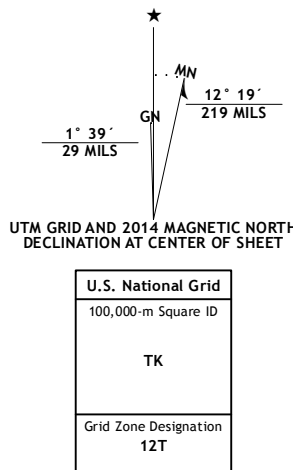 MN
GN
12° 19´
219 MILS
1° 39´
29 MILS
UTM GRID AND 2014 MAGNETIC NORTH
DECLINATION AT CENTER OF SHEET
U.S. National Grid
100,000-m Square ID
TK
Grid Zone Designation
12T